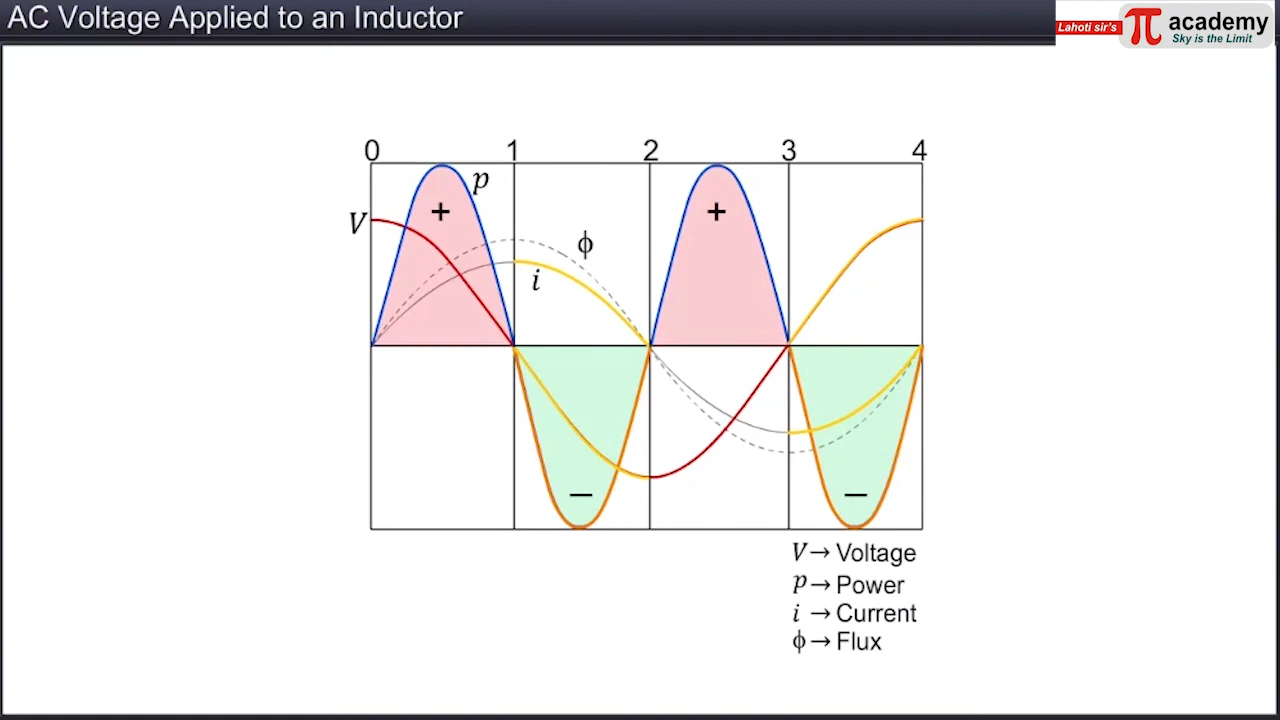 AC Voltage Applied to an Inductor
Lahoti sir's
π academy
Sky is the Limit
0 1 2 3 4
p
V
+ +
ϕ
i
− −
V → Voltage
p → Power
i → Current
ϕ → Flux